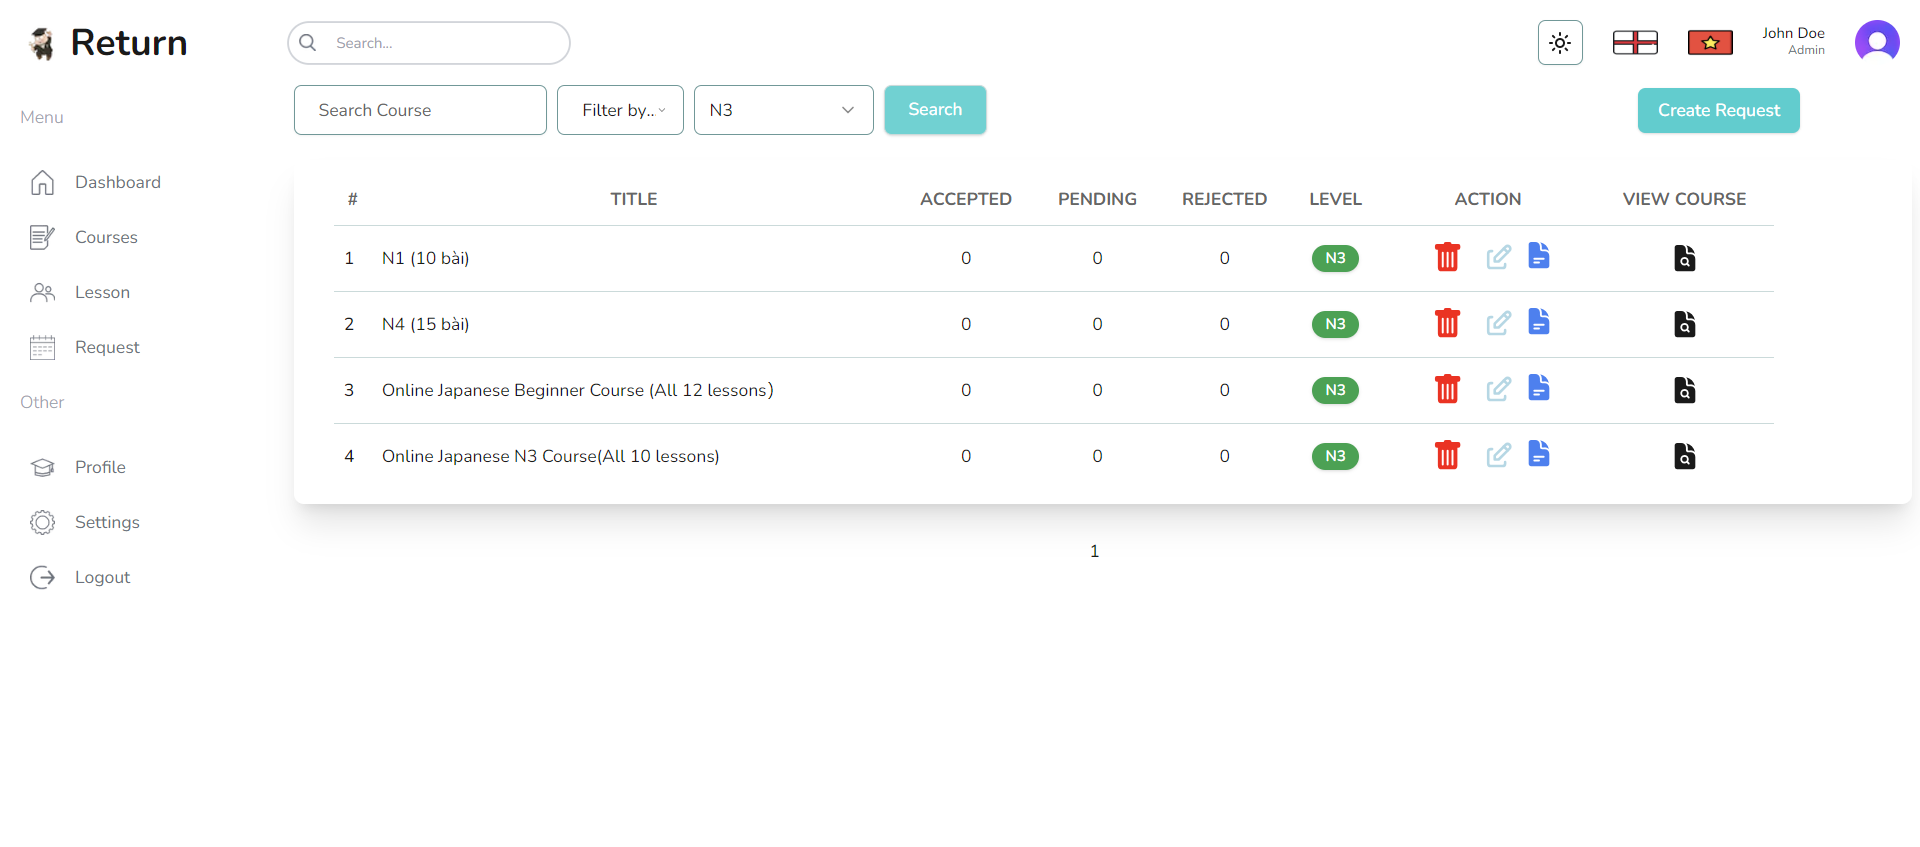 Return
Search...
John Doe
Admin
Search Course
Filter by...
N3
Search
Create Request
Menu
Dashboard
Courses
Lesson
Request
Other
Profile
Settings
Logout
# TITLE ACCEPTED PENDING REJECTED LEVEL ACTION VIEW COURSE
1 N1 (10 bài) 0 0 0 N3
2 N4 (15 bài) 0 0 0 N3
3 Online Japanese Beginner Course (All 12 lessons) 0 0 0 N3
4 Online Japanese N3 Course(All 10 lessons) 0 0 0 N3
1